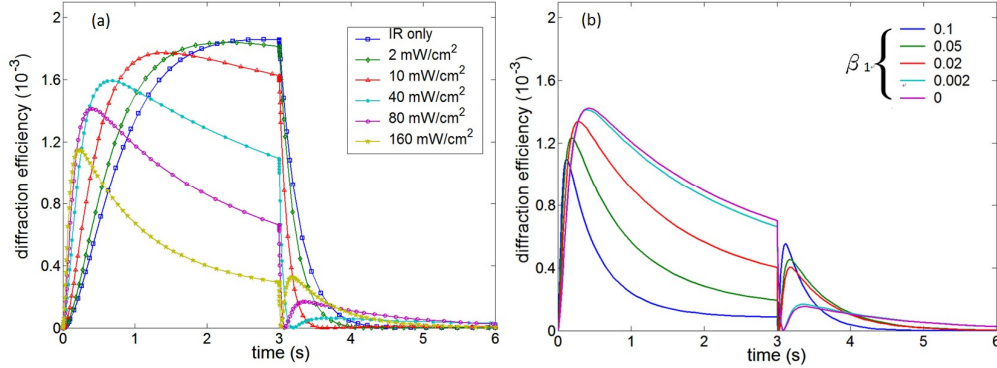 (a)
diffraction efficiency (10⁻³)
2
1.6
1.2
0.8
0.4
0
0 1 2 3 4 5 6
time (s)
IR only
2 mW/cm²
10 mW/cm²
40 mW/cm²
80 mW/cm²
160 mW/cm²
(b)
diffraction efficiency (10⁻³)
2
1.6
1.2
0.8
0.4
0
0 1 2 3 4 5 6
time (s)
β₁
0.1
0.05
0.02
0.002
0